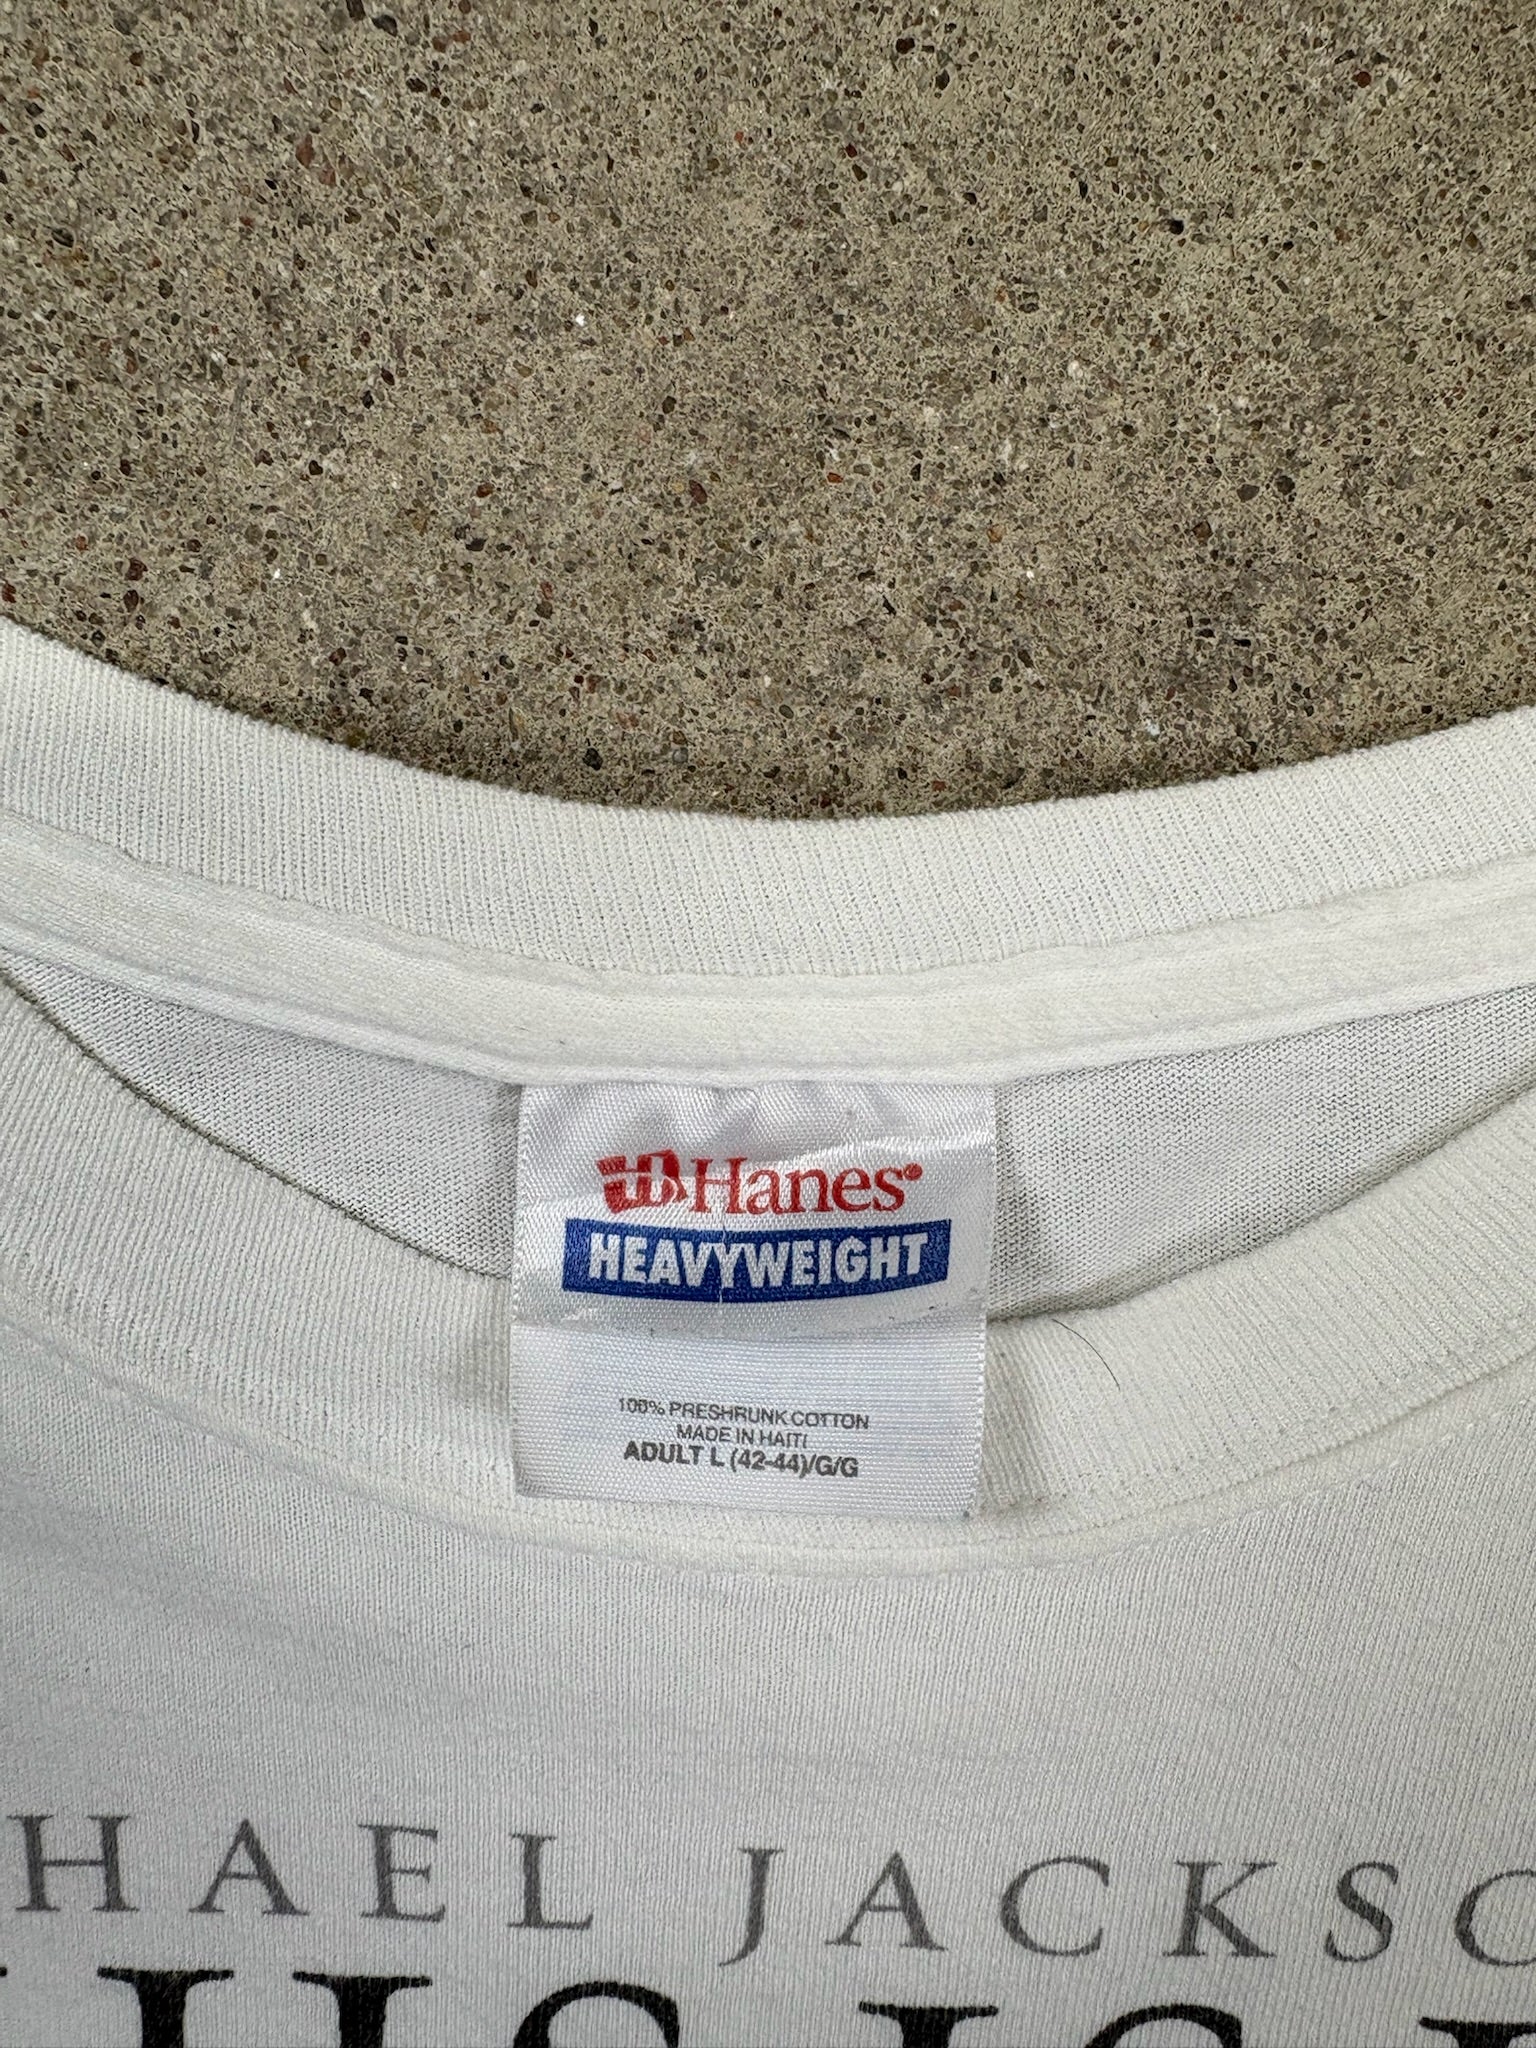 Hanes
HEAVYWEIGHT
100% PRESHRUNK COTTON
MADE IN HAITI
ADULT L (42-44)/G/G
HAEL JACKSO